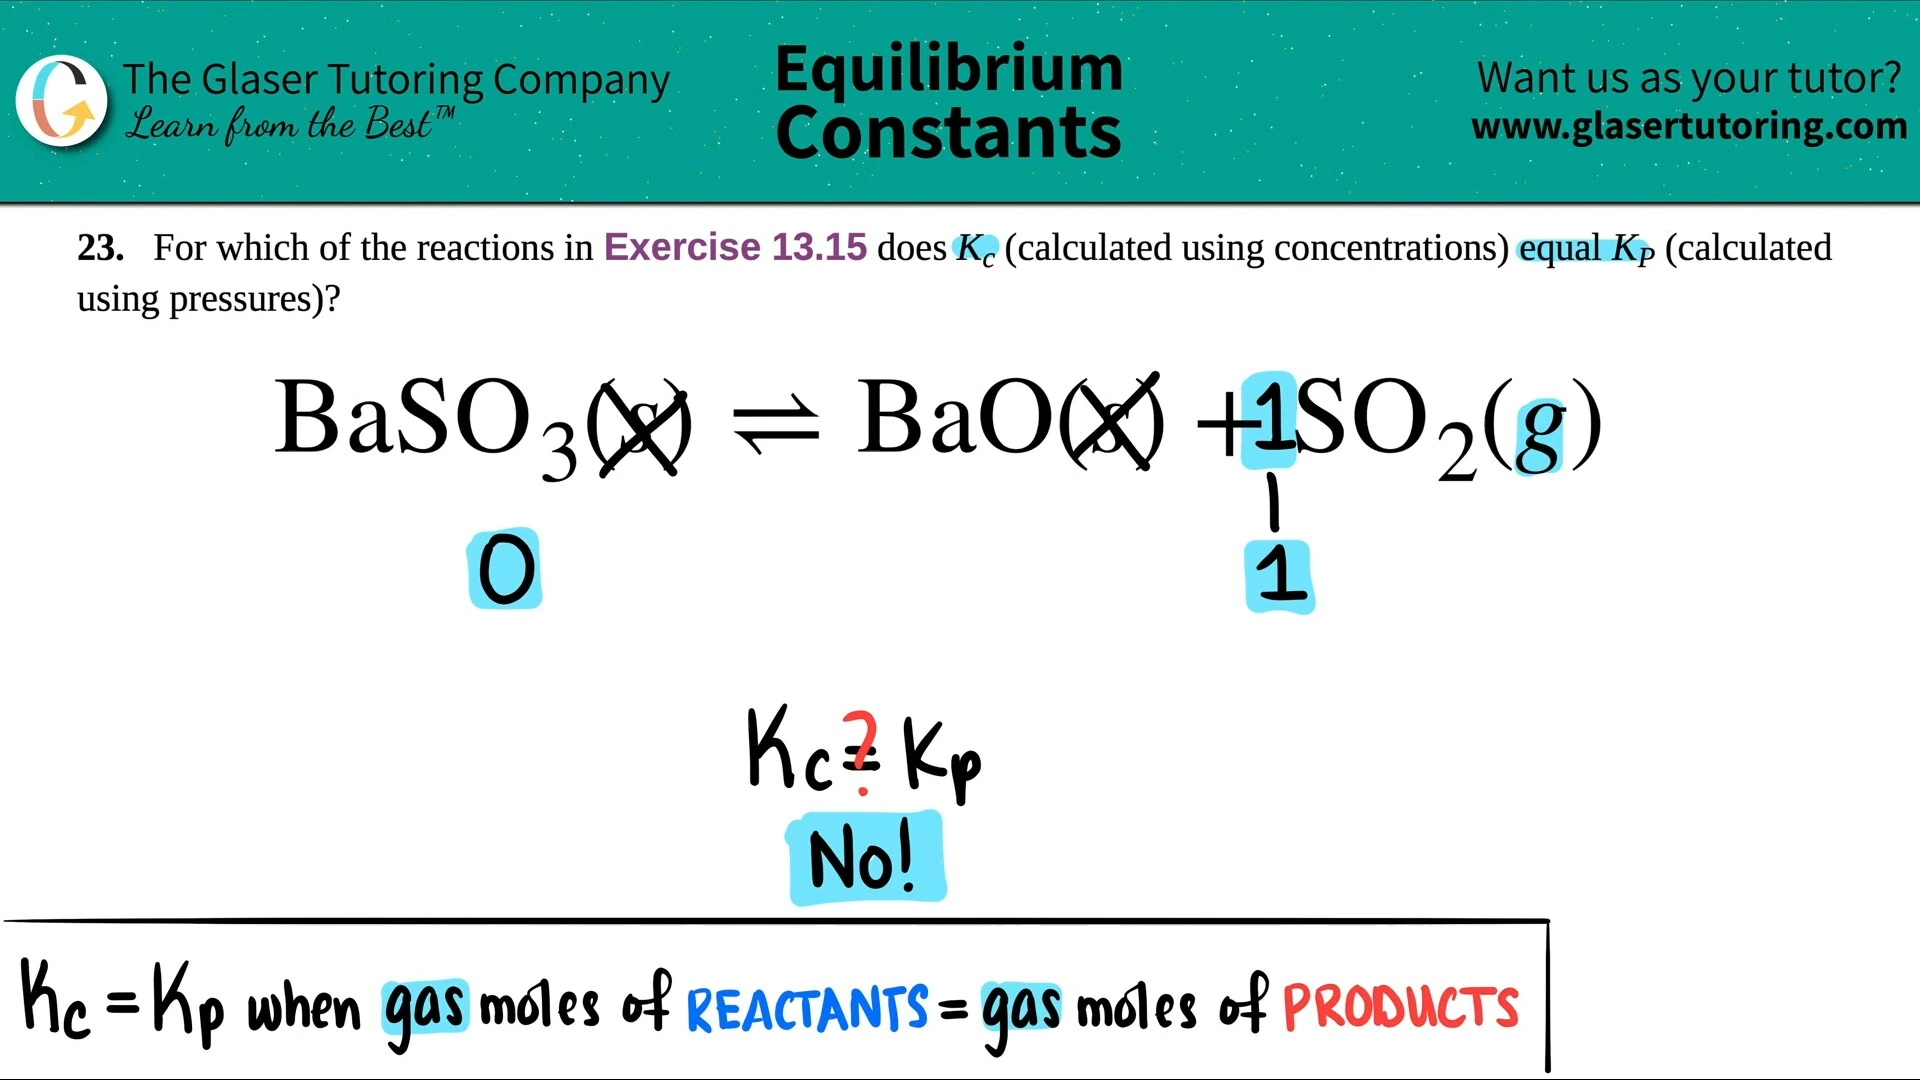 The Glaser Tutoring Company
Learn from the Best™
Equilibrium
Constants
Want us as your tutor?
www.glasertutoring.com
23. For which of the reactions in Exercise 13.15 does Kc (calculated using concentrations) equal KP (calculated
using pressures)?
BaSO3(s) ⇌ BaO(s) + 1SO2(g)
0 1
Kc = Kp
?
No!
Kc = Kp when gas moles of REACTANTS = gas moles of PRODUCTS